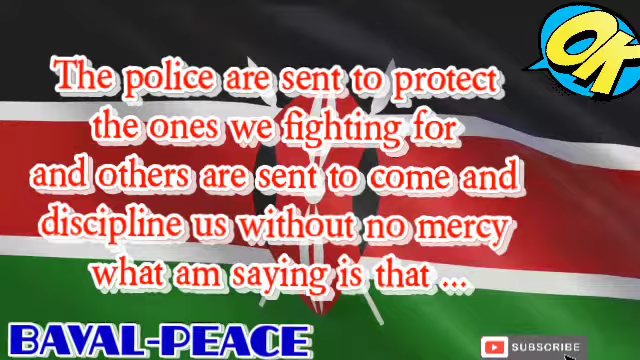 OK
The police are sent to protect
the ones we fighting for
and others are sent to come and
discipline us without no mercy
what am saying is that ...
BAVAL-PEACE
SUBSCRIBE